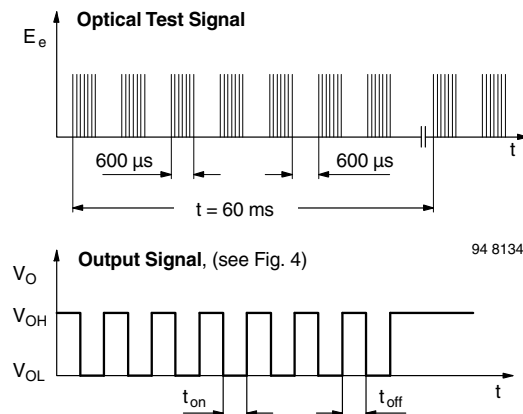 Optical Test Signal
E e
t
600 µs
600 µs
t = 60 ms
94 8134
Output Signal, (see Fig. 4)
V O
V OH
V OL
t on
t off
t